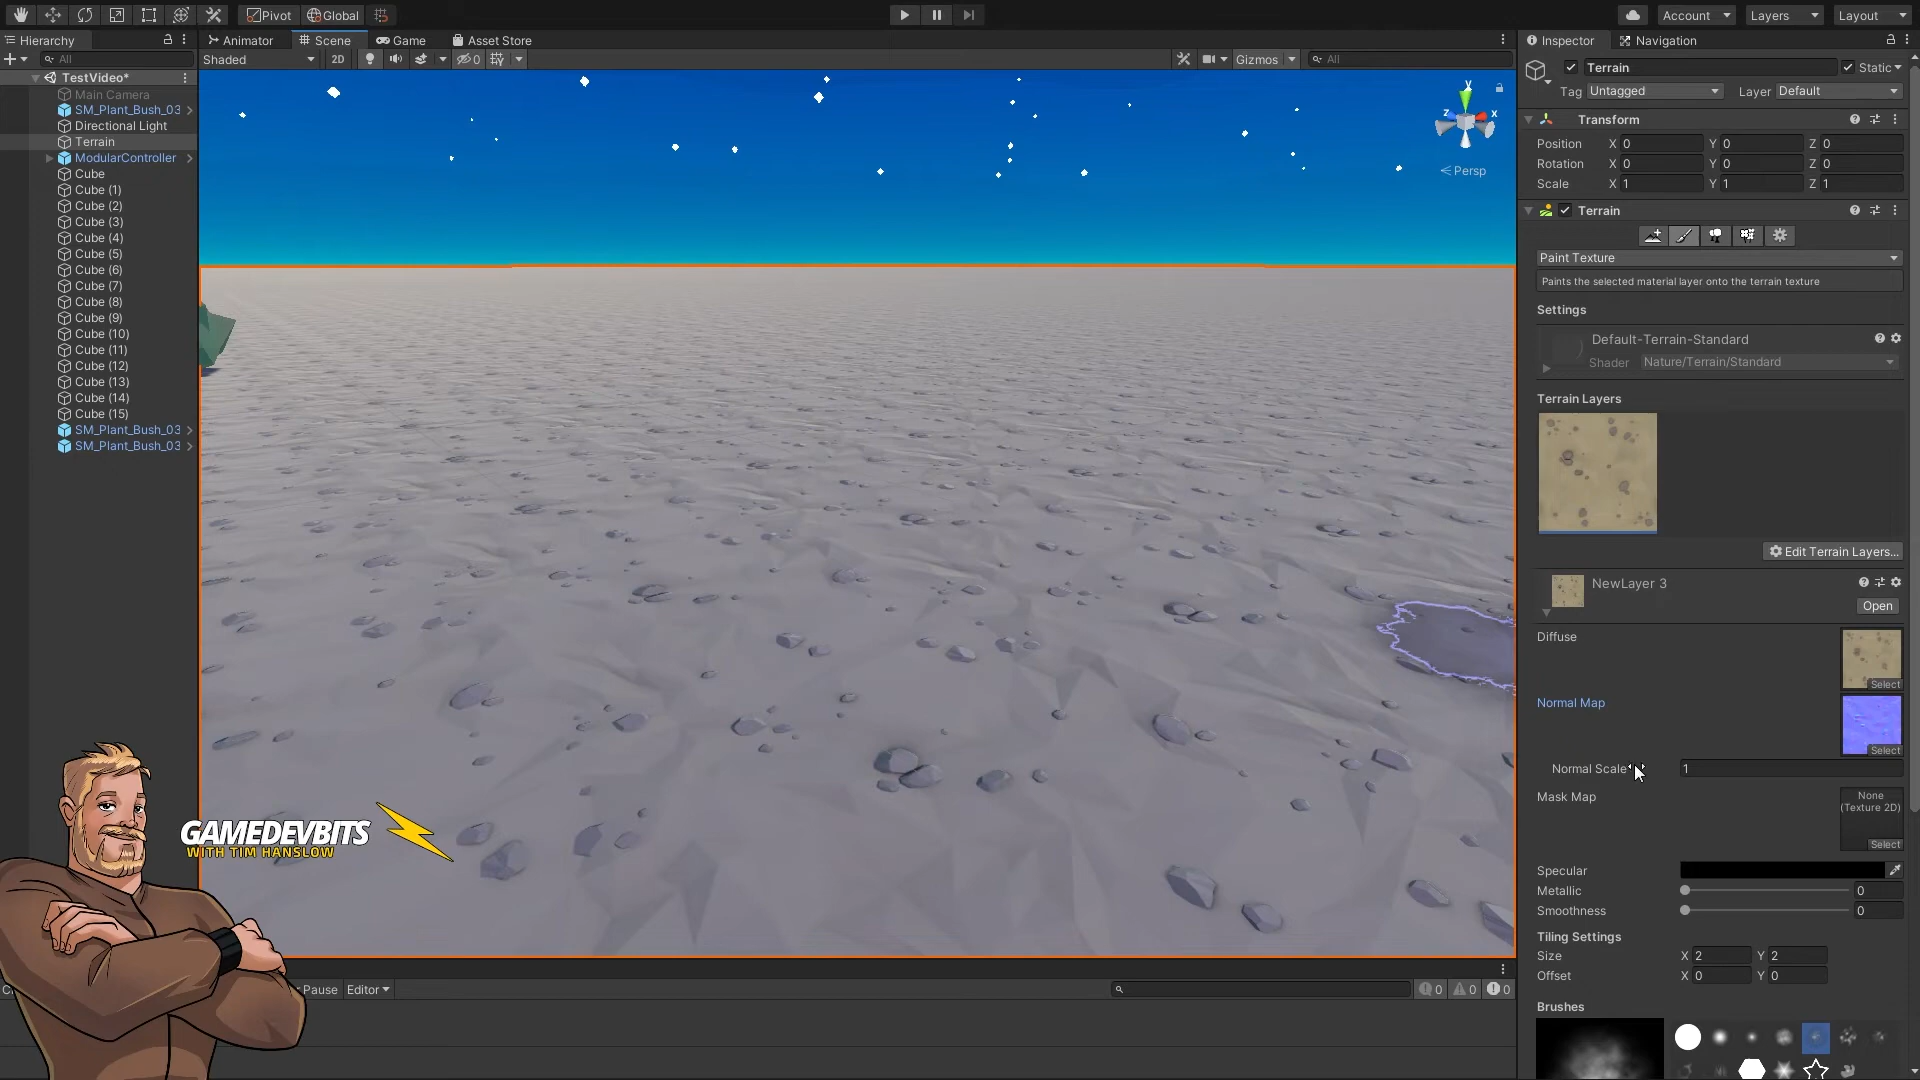 Pivot Global Account Layers Layout
Hierarchy Animator Scene Game Asset Store Inspector Navigation
All Shaded 2D 0 Gizmos All
TestVideo*
Main Camera
SM_Plant_Bush_03
Directional Light
Terrain
ModularController
Cube
Cube (1)
Cube (2)
Cube (3)
Cube (4)
Cube (5)
Cube (6)
Cube (7)
Cube (8)
Cube (9)
Cube (10)
Cube (11)
Cube (12)
Cube (13)
Cube (14)
Cube (15)
SM_Plant_Bush_03
SM_Plant_Bush_03
y
z x
Persp
GAMEDEVBITS
WITH TIM HANSLOW
Pause Editor 0 0 0
Terrain Static
Tag Untagged Layer Default
Transform
Position X 0 Y 0 Z 0
Rotation X 0 Y 0 Z 0
Scale X 1 Y 1 Z 1
Terrain
Paint Texture
Paints the selected material layer onto the terrain texture
Settings
Default-Terrain-Standard
Shader Nature/Terrain/Standard
Terrain Layers
Edit Terrain Layers...
NewLayer 3
Open
Diffuse
Select
Normal Map
Select
Normal Scale 1
Mask Map None
(Texture 2D)
Select
Specular
Metallic 0
Smoothness 0
Tiling Settings
Size X 2 Y 2
Offset X 0 Y 0
Brushes